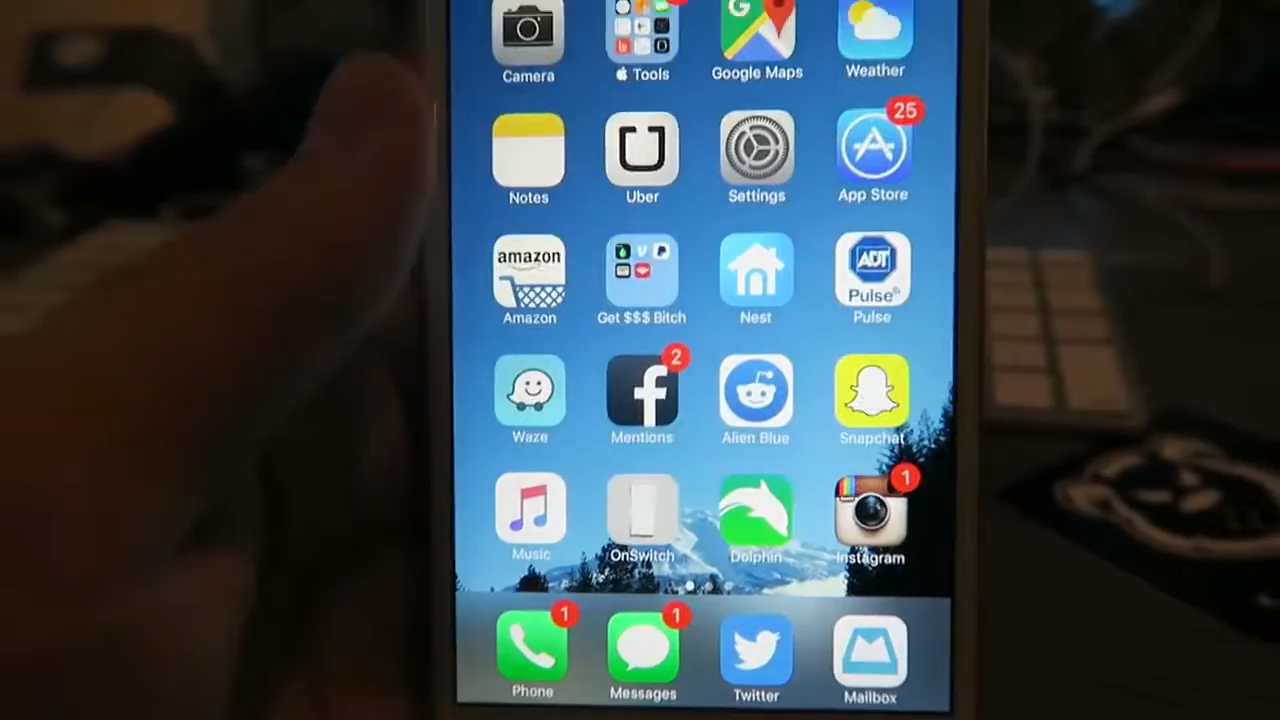 G
Camera
Tools
Google Maps
Weather
25
Notes
Uber
Settings
App Store
amazon
ADT
Pulse
Amazon
Get $$$ Bitch
Nest
Pulse
2
Waze
Mentions
Alien Blue
Snapchat
1
Music
OnSwitch
Dolphin
Instagram
1
1
Phone
Messages
Twitter
Mailbox